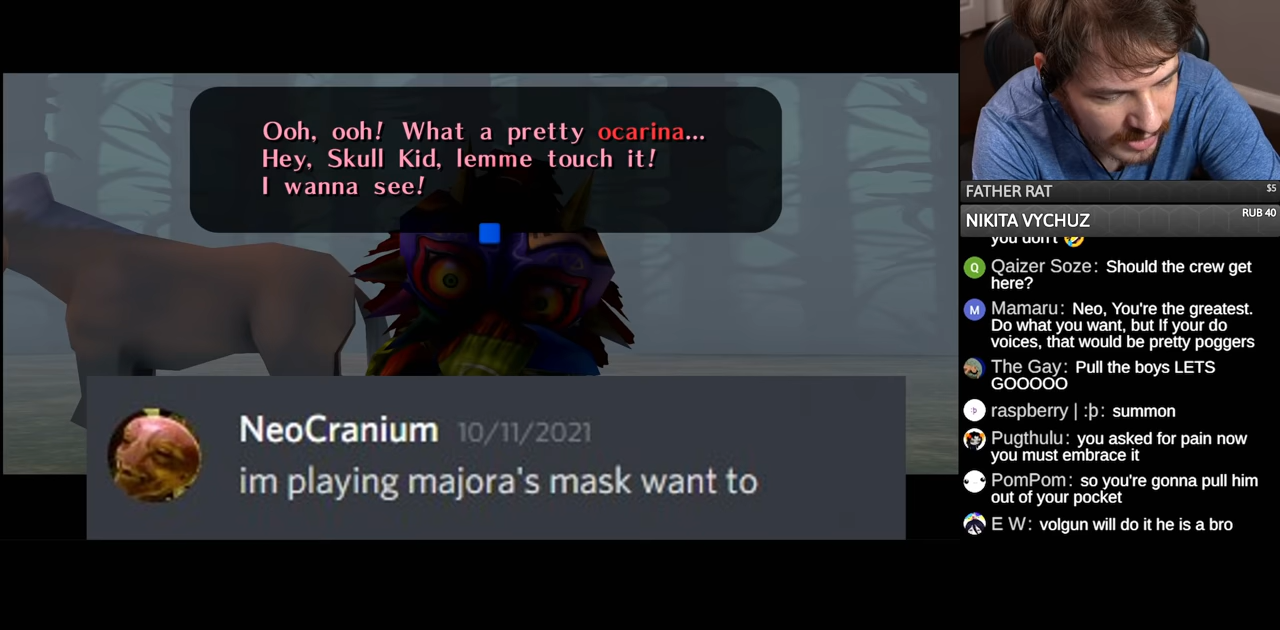 Ooh, ooh! What a pretty ocarina...
Hey, Skull Kid, lemme touch it!
I wanna see!
NeoCranium 10/11/2021
im playing majora's mask want to
FATHER RAT $5
NIKITA VYCHUZ RUB 40
you don't 🤣
Q Qaizer Soze: Should the crew get
here?
M Mamaru: Neo, You're the greatest.
Do what you want, but If your do
voices, that would be pretty poggers
The Gay: Pull the boys LETS
GOOOOO
raspberry | :þ: summon
Pugthulu: you asked for pain now
you must embrace it
PomPom: so you're gonna pull him
out of your pocket
E W: volgun will do it he is a bro